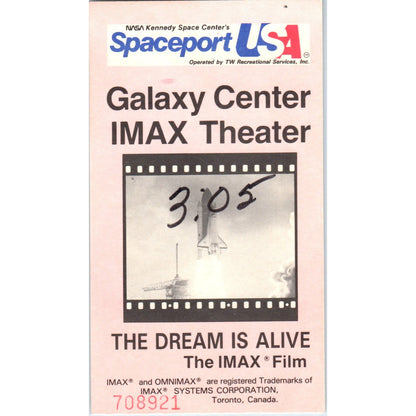 NASA Kennedy Space Center's
Spaceport USA
Operated by TW Recreational Services, Inc.
Galaxy Center
IMAX Theater
3:05
THE DREAM IS ALIVE
The IMAX® Film
IMAX® and OMNIMAX® are registered Trademarks of
IMAX® SYSTEMS CORPORATION,
Toronto, Canada.
708921